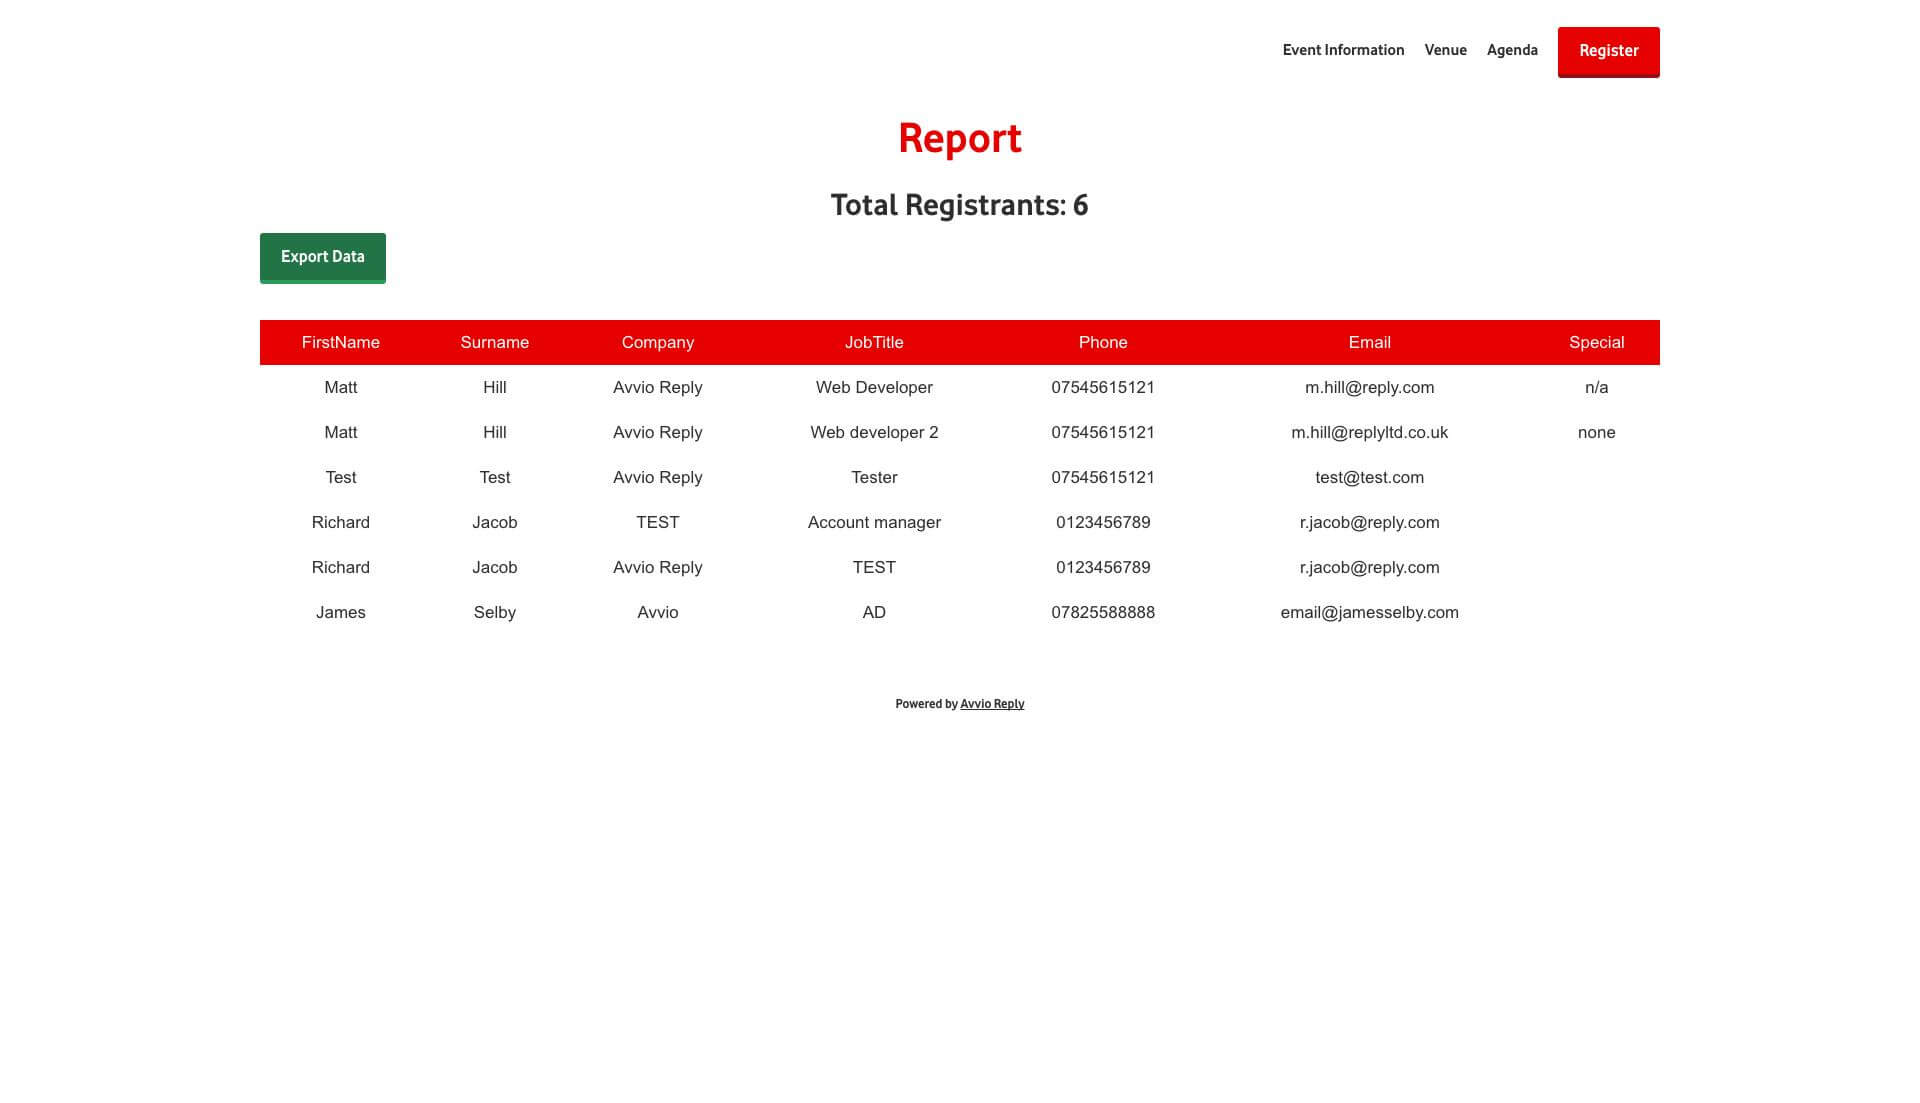 Event Information Venue Agenda Register
Report
Total Registrants: 6
Export Data
FirstName Surname Company JobTitle Phone Email Special
Matt Hill Avvio Reply Web Developer 07545615121 m.hill@reply.com n/a
Matt Hill Avvio Reply Web developer 2 07545615121 m.hill@replyltd.co.uk none
Test Test Avvio Reply Tester 07545615121 test@test.com
Richard Jacob TEST Account manager 0123456789 r.jacob@reply.com
Richard Jacob Avvio Reply TEST 0123456789 r.jacob@reply.com
James Selby Avvio AD 07825588888 email@jamesselby.com
Powered by Avvio Reply